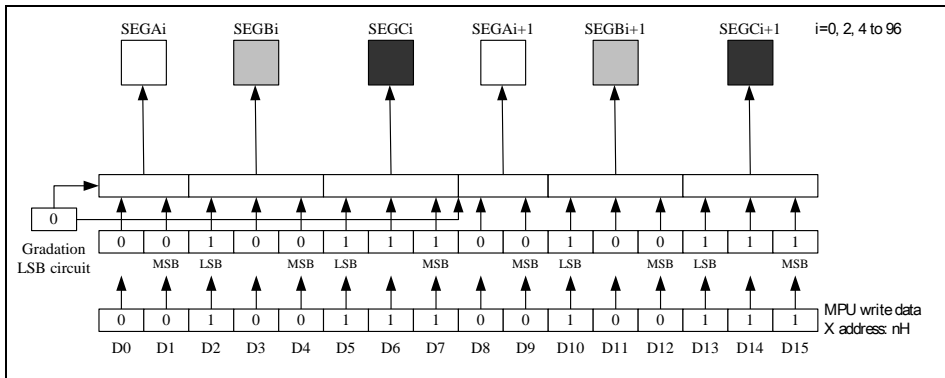 SEGAi SEGBi SEGCi SEGAi+1 SEGBi+1 SEGCi+1 i=0, 2, 4 to 96
0
Gradation
LSB circuit
0 0 1 0 0 1 1 1 0 0 1 0 0 1 1 1
MSB LSB MSB LSB MSB MSB LSB MSB LSB MSB
0 0 1 0 0 1 1 1 0 0 1 0 0 1 1 1
MPU write data
X address: nH
D0 D1 D2 D3 D4 D5 D6 D7 D8 D9 D10 D11 D12 D13 D14 D15